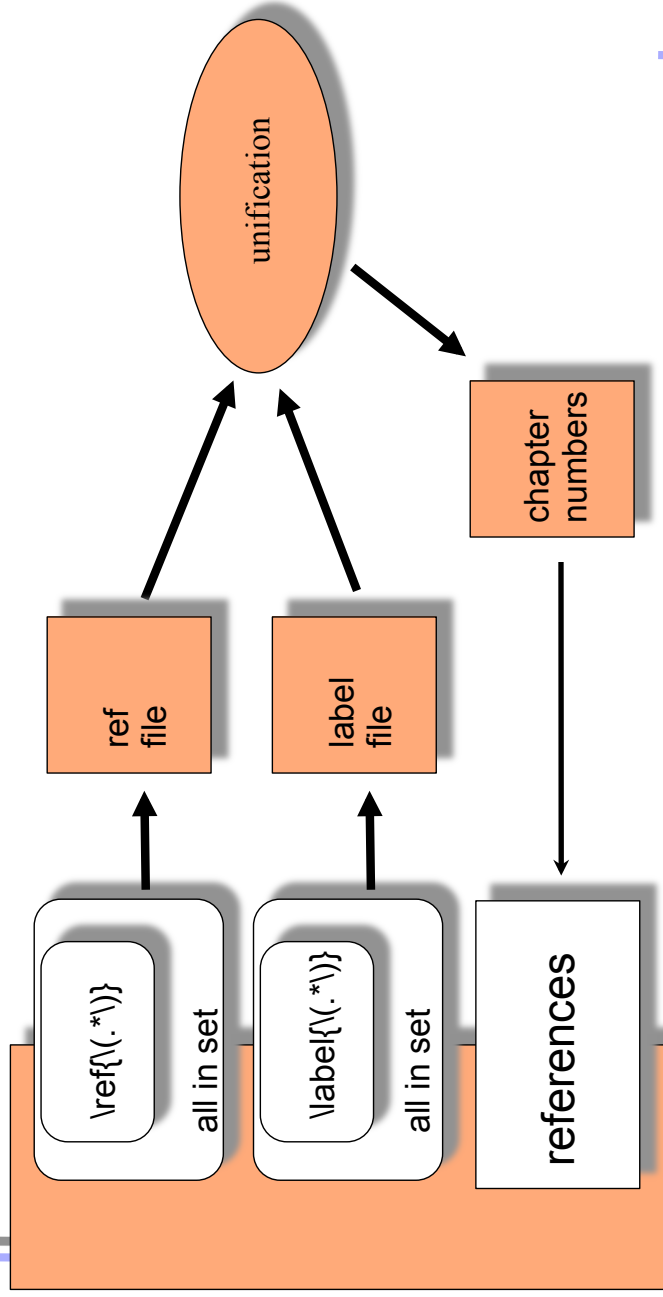 \ref{\(.*\)}
all in set
\label{\(.*\)}
all in set
references
ref
file
label
file
chapter
numbers
unification